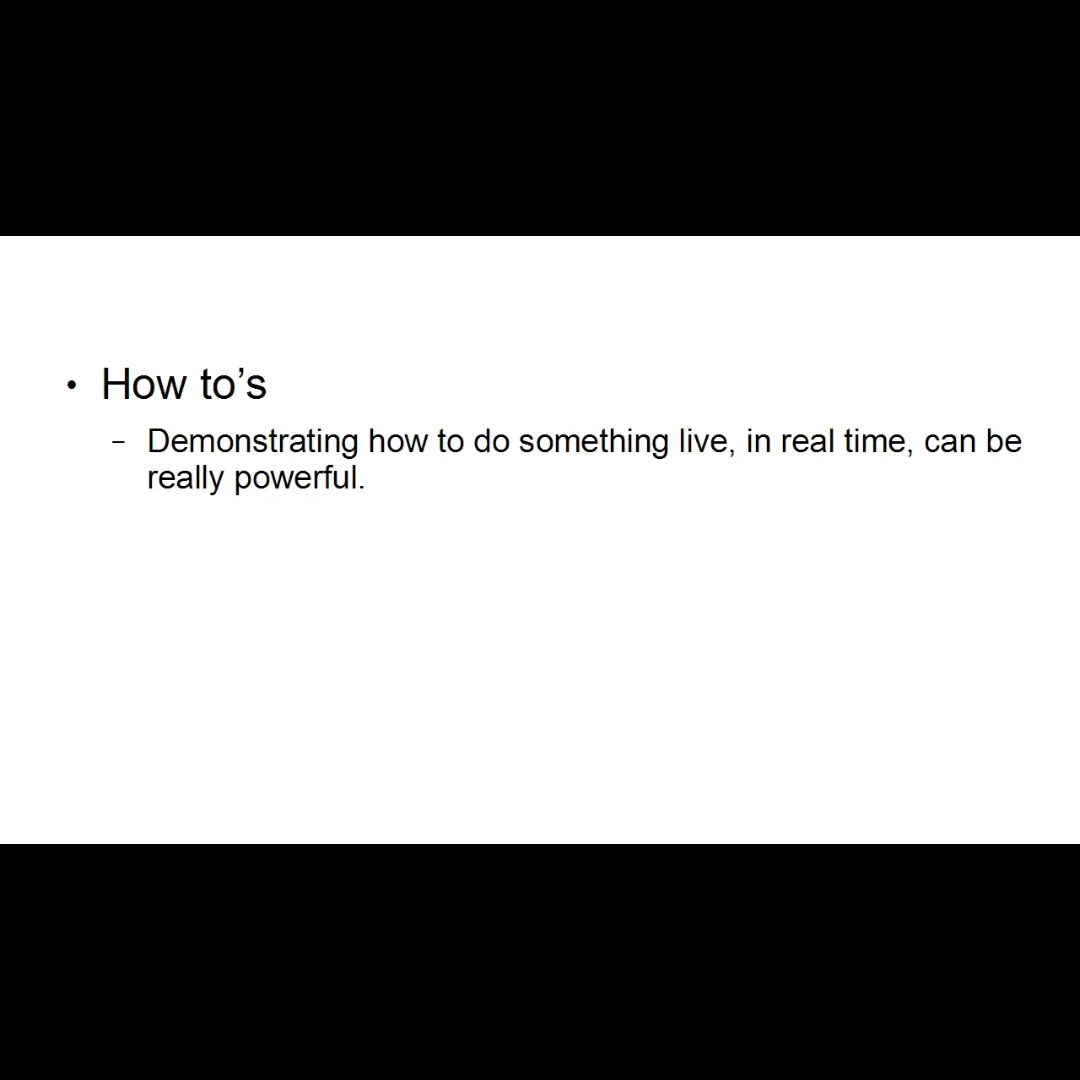 • How to’s
– Demonstrating how to do something live, in real time, can be
really powerful.